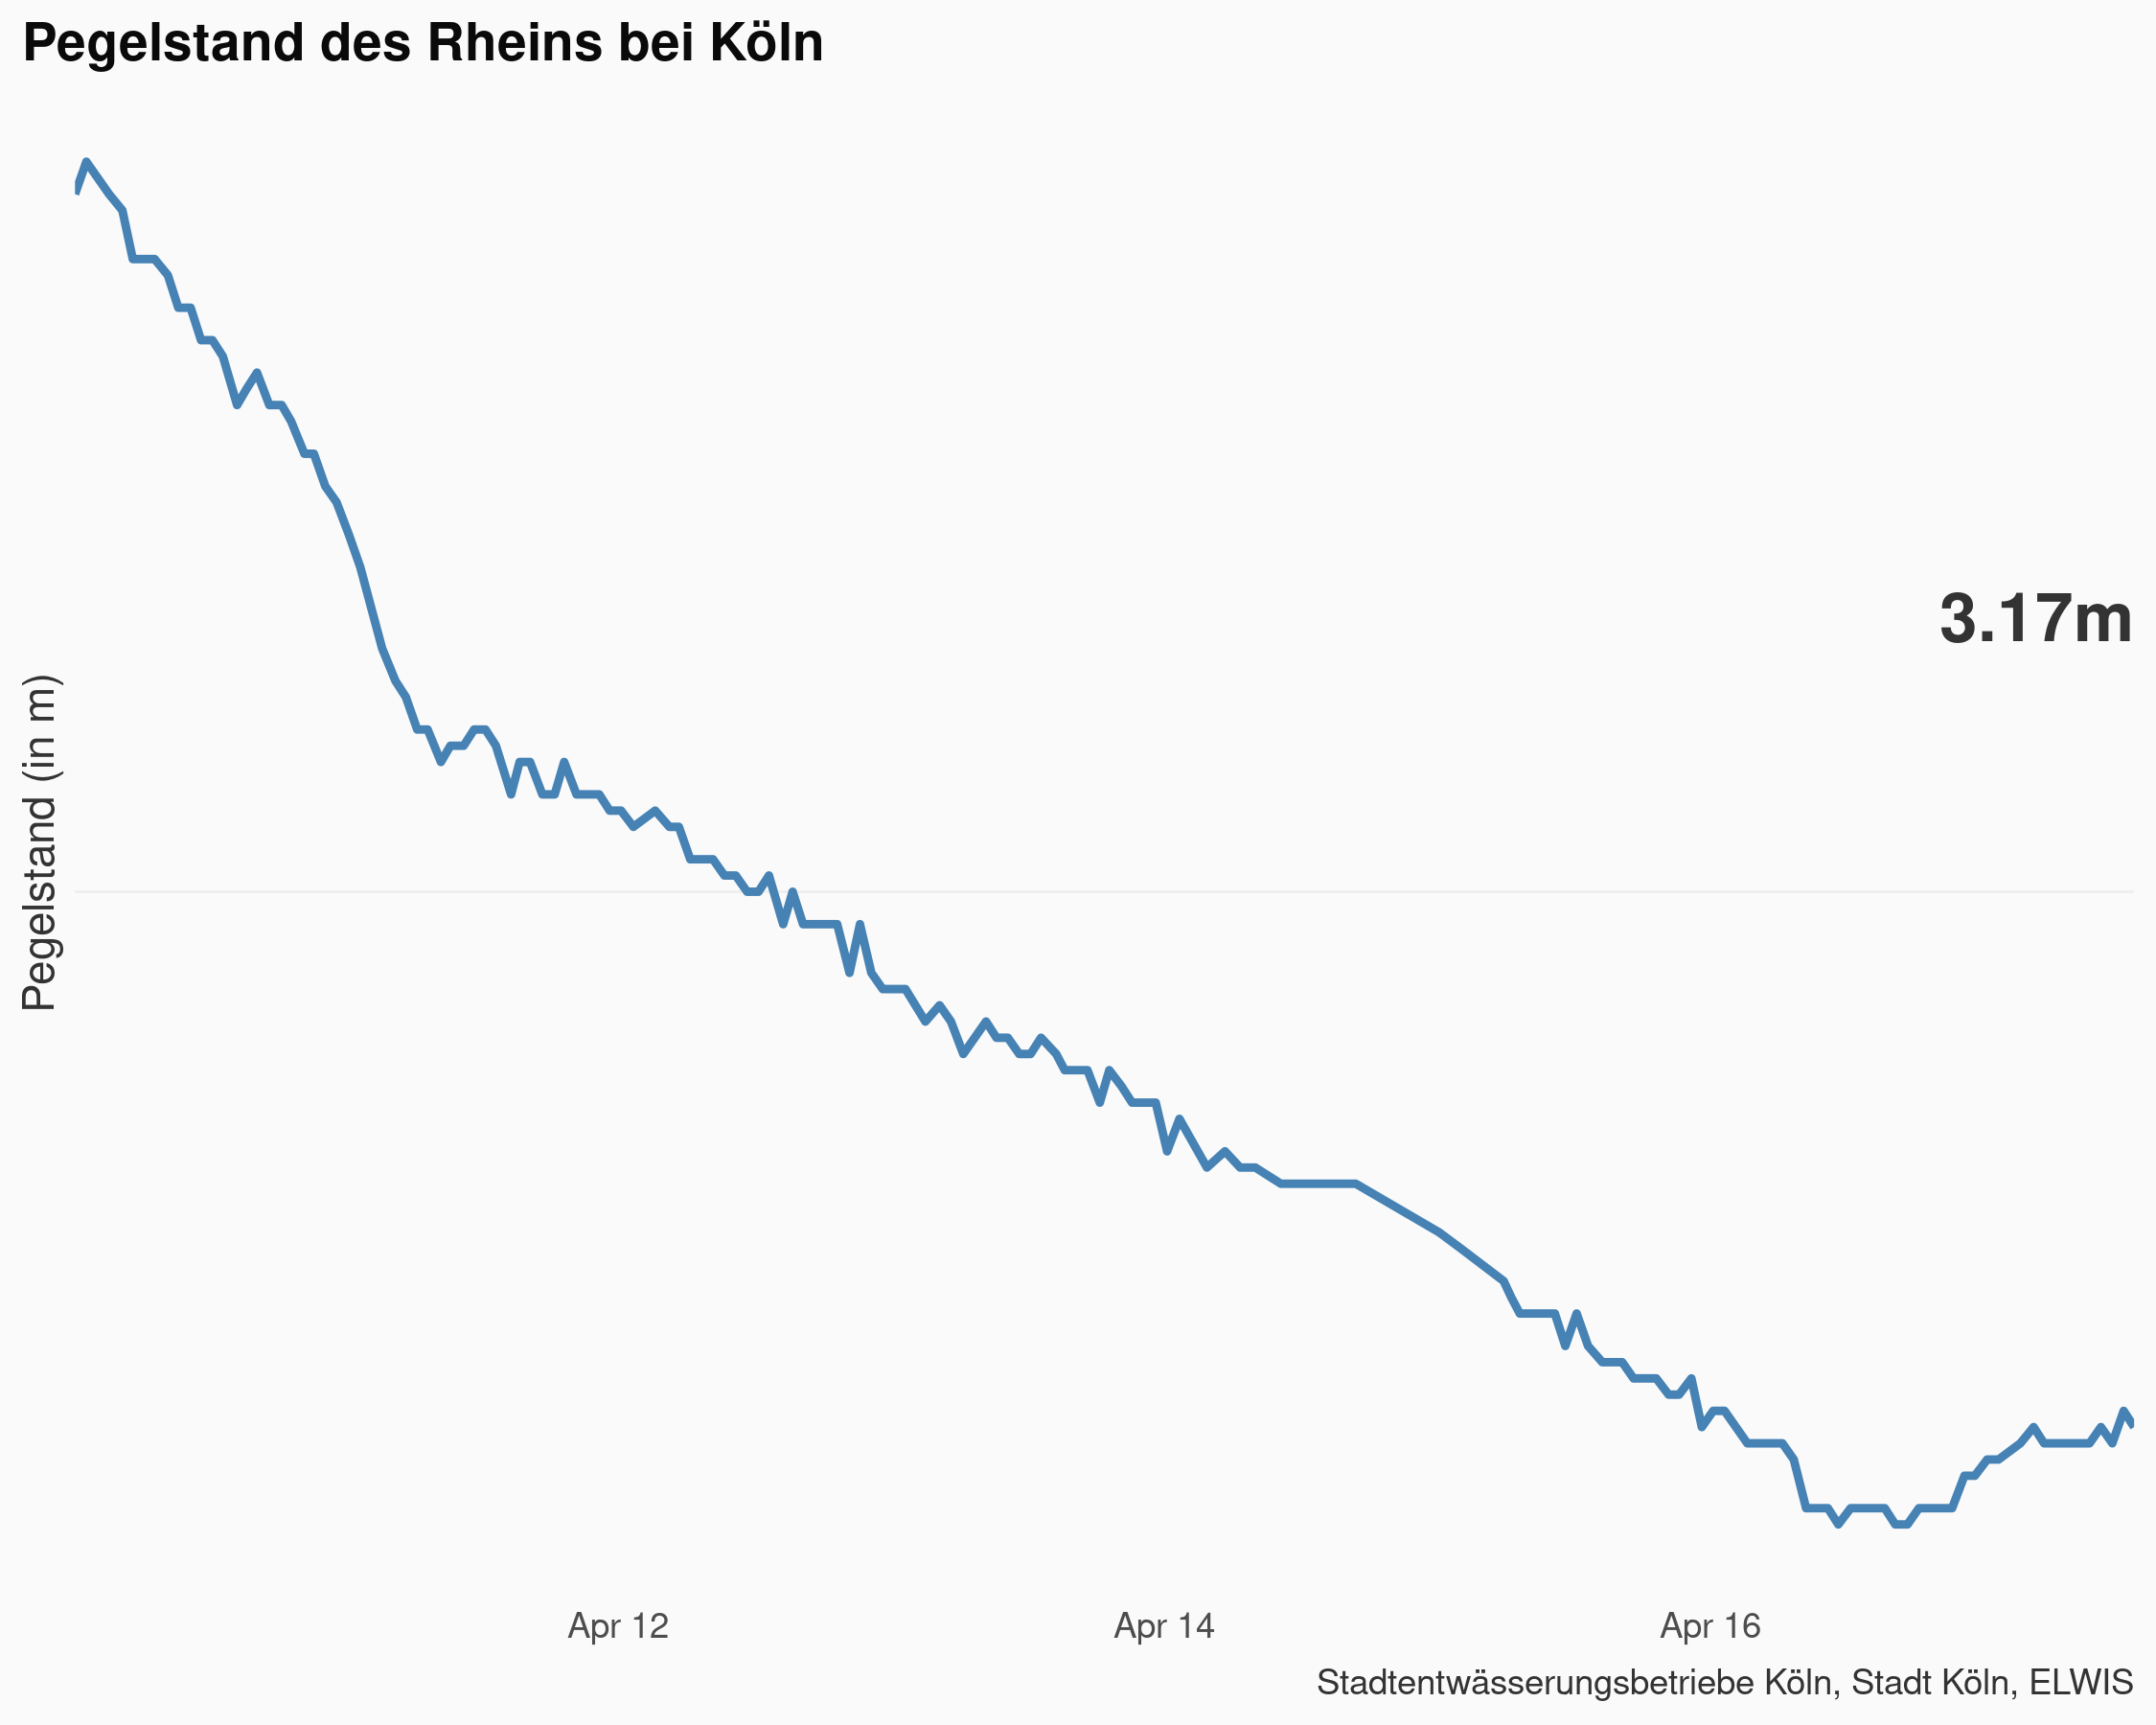 Pegelstand des Rheins bei Köln
3.17m
Pegelstand (in m)
Apr 12
Apr 14
Apr 16
Stadtentwässerungsbetriebe Köln, Stadt Köln, ELWIS